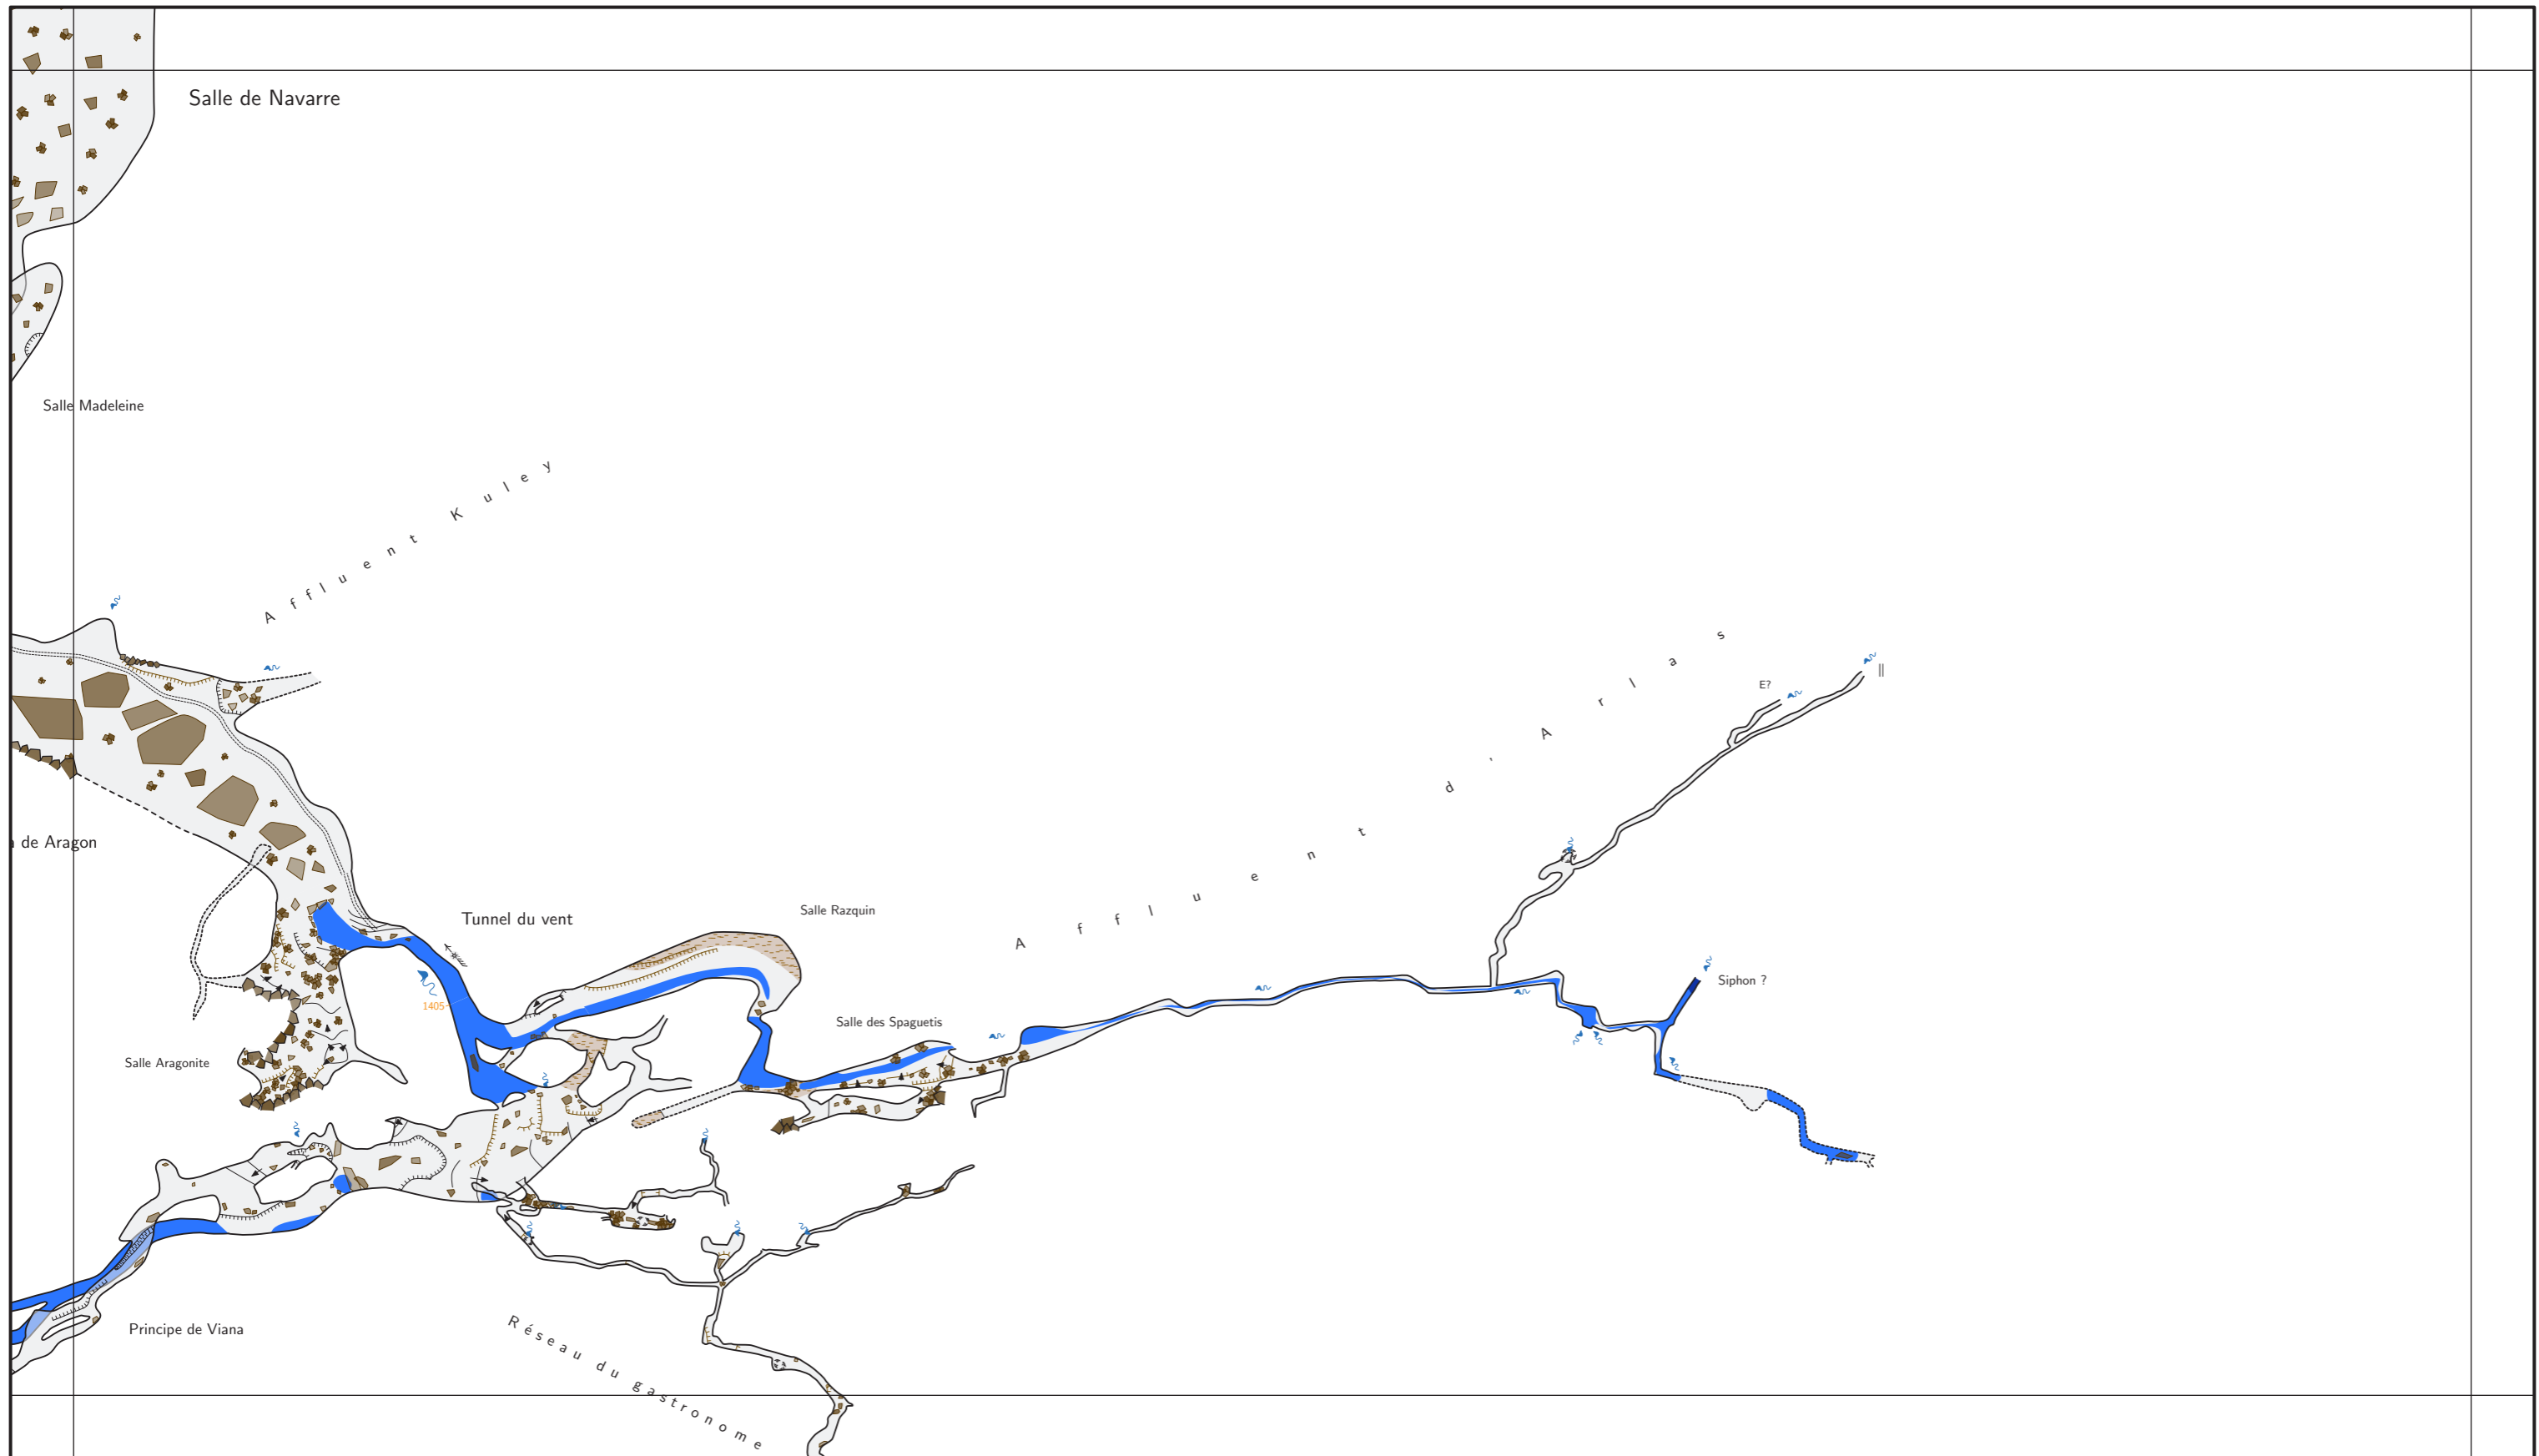 Salle de Navarre
Salle Madeleine
Affluent Kuley
Affluent d'Arlas
||
E?
de Aragon
Salle Razquin
Tunnel du vent
Siphon ?
1405
Salle des Spaguetis
Salle Aragonite
Principe de Viana
Réseau du gastronome